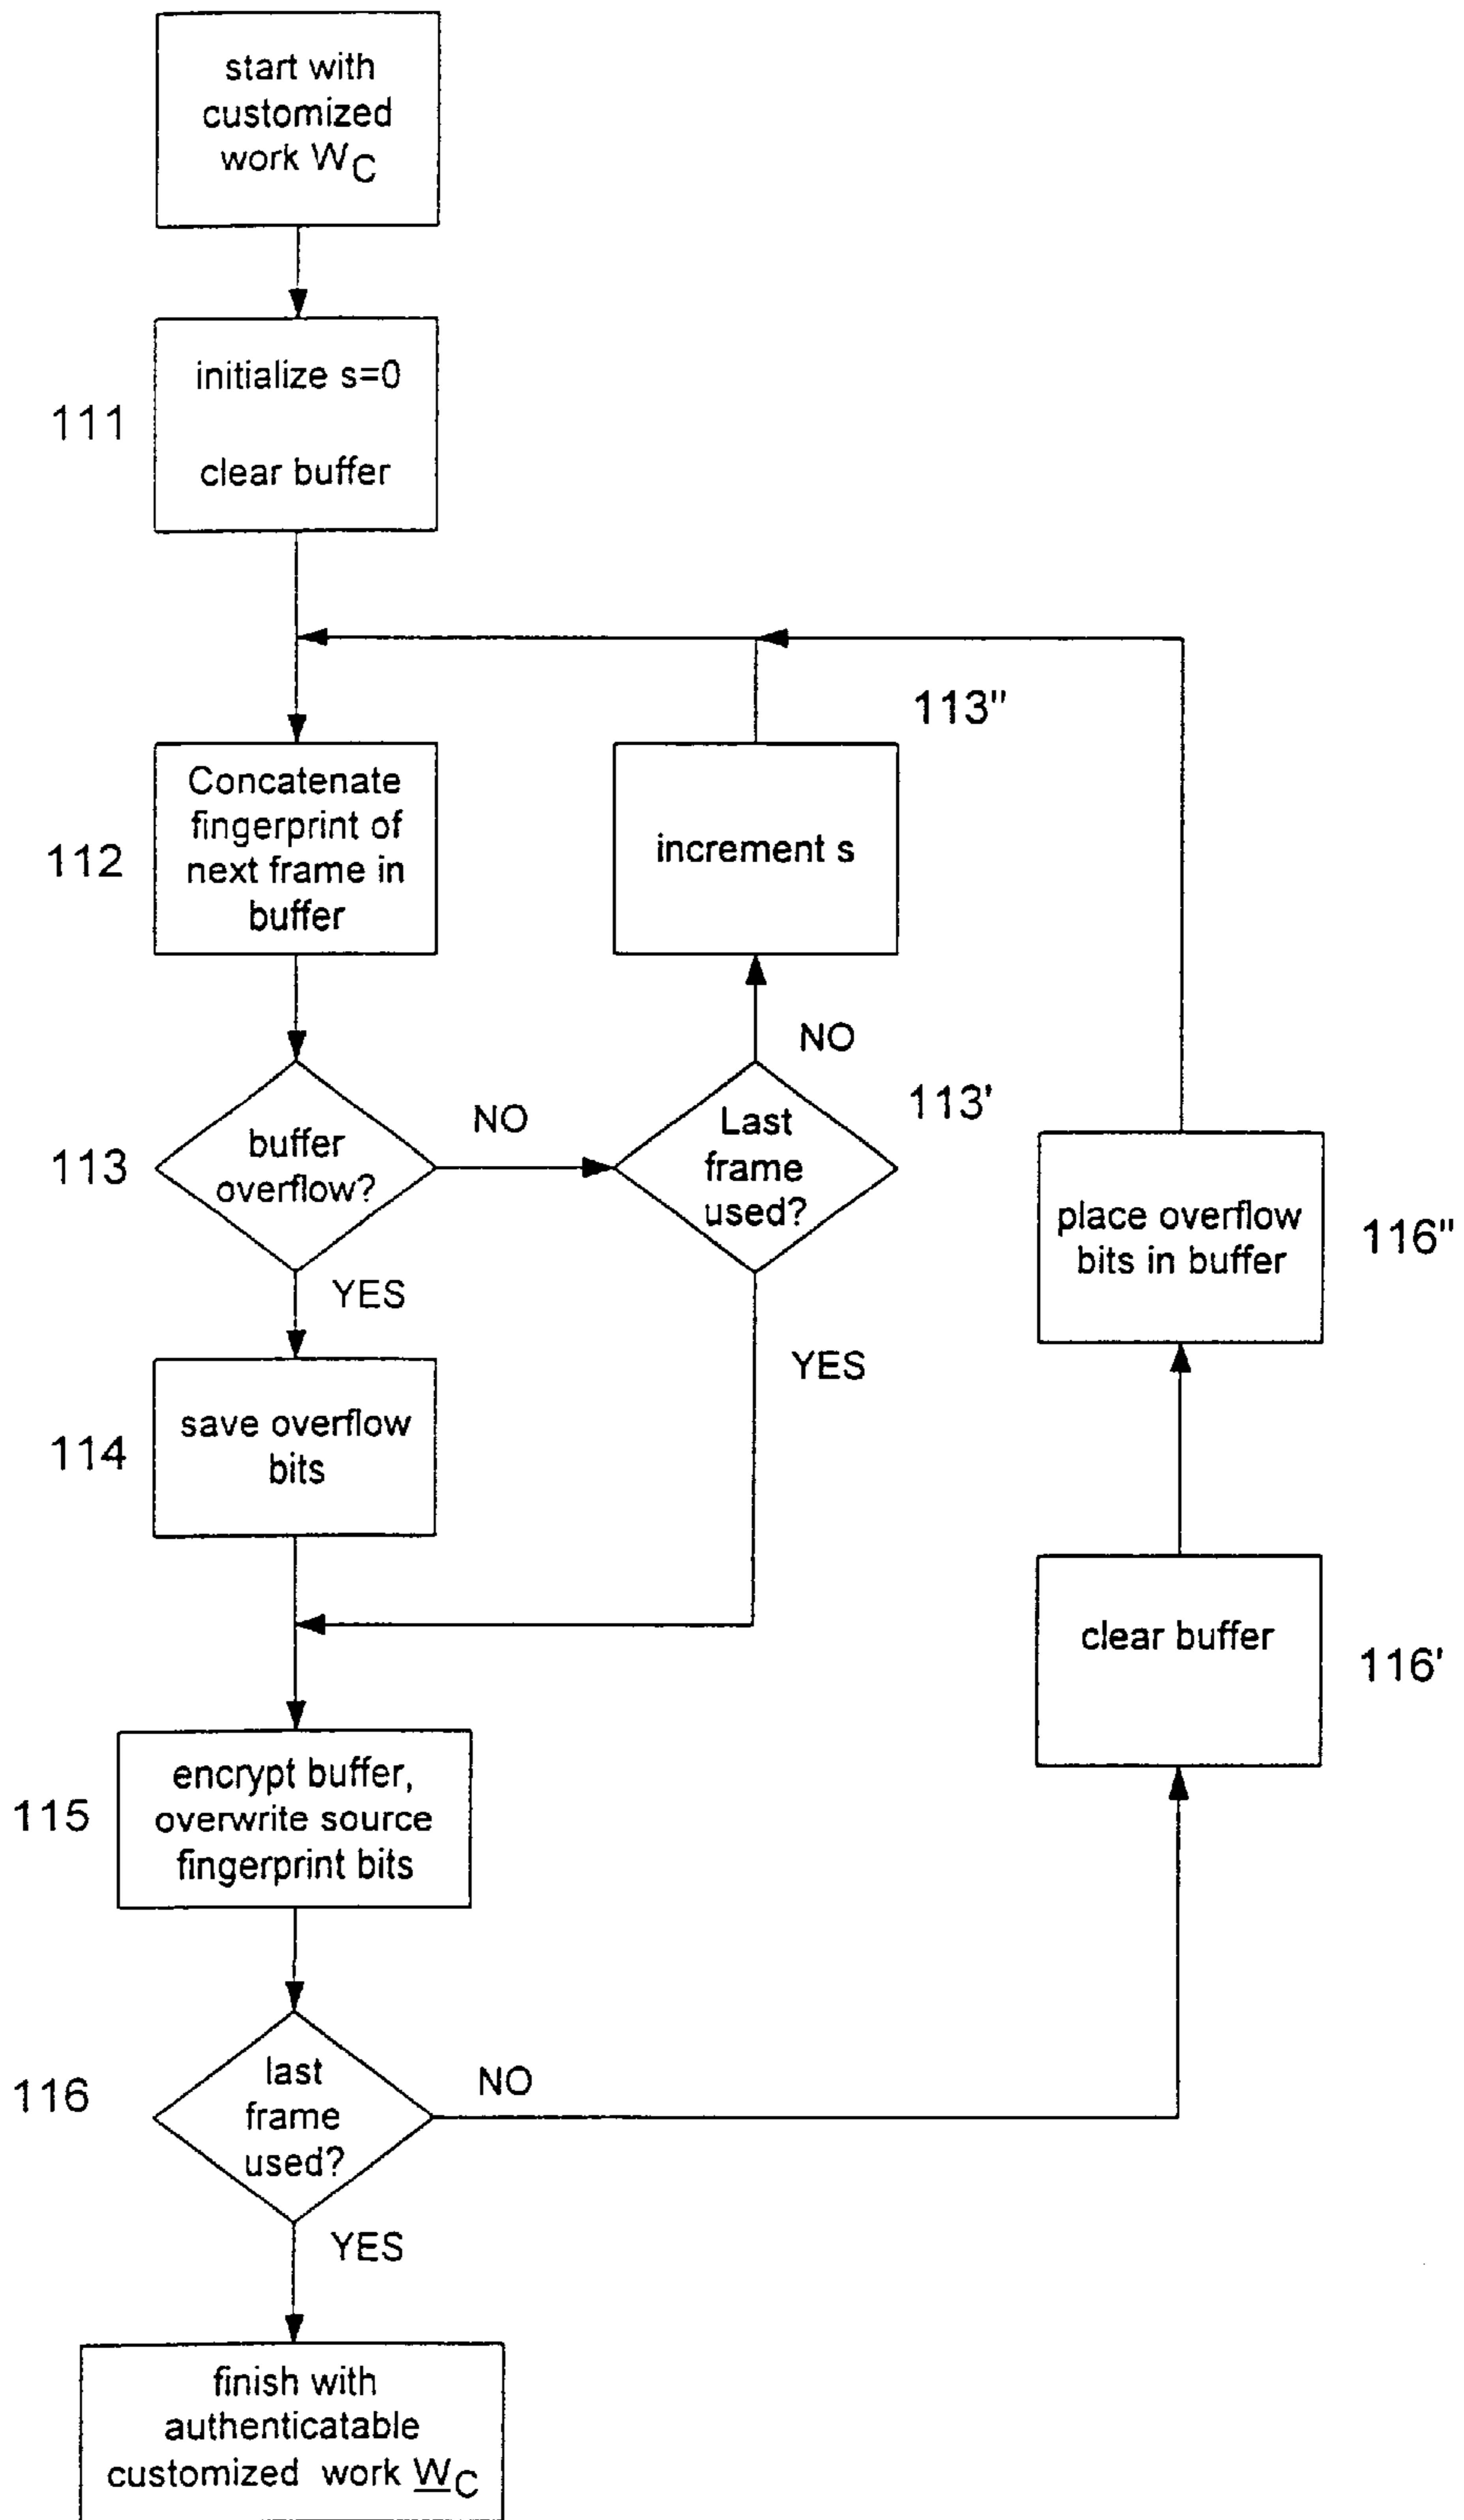 start with
customized
work WC
initialize s=0
clear buffer
111
113"
Concatenate
fingerprint of
next frame in
buffer
112
increment s
NO
113'
buffer
overflow?
113
NO
Last
frame
used?
YES
place overflow
bits in buffer
116"
YES
save overflow
bits
114
clear buffer
116'
encrypt buffer,
overwrite source
fingerprint bits
115
last
frame
used?
116
NO
YES
finish with
authenticatable
customized work WC